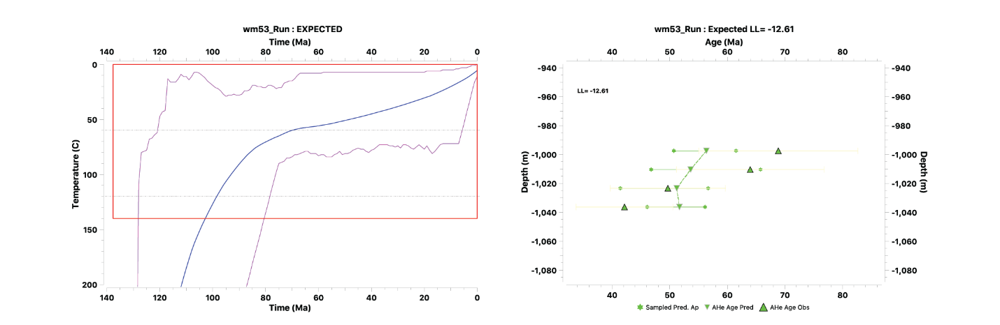 wm53_Run : EXPECTED
Time (Ma)
140 120 100 80 60 40 20 0
Temperature (C)
0
50
100
150
200
140 120 100 80 60 40 20 0
Time (Ma)
wm53_Run : Expected LL= -12.61
Age (Ma)
40 50 60 70 80
Depth (m)
-940 -940
LL= -12.61
-960 -960
-980 -980
-1,000 -1,000
-1,020 -1,020
-1,040 -1,040
-1,060 -1,060
-1,080 -1,080
Depth (m)
40 50 60 70 80
Sampled Pred. Ap AHe Age Pred AHe Age Obs